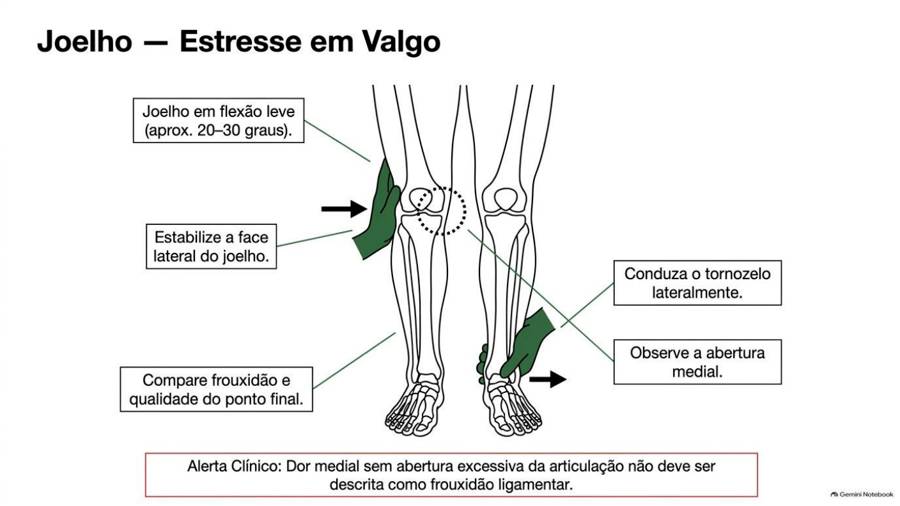 Joelho — Estresse em Valgo
Joelho em flexão leve
(aprox. 20–30 graus).
Estabilize a face
lateral do joelho.
Compare frouxidão e
qualidade do ponto final.
Conduza o tornozelo
lateralmente.
Observe a abertura
medial.
Alerta Clínico: Dor medial sem abertura excessiva da articulação não deve ser
descrita como frouxidão ligamentar.
Gemini Notebook